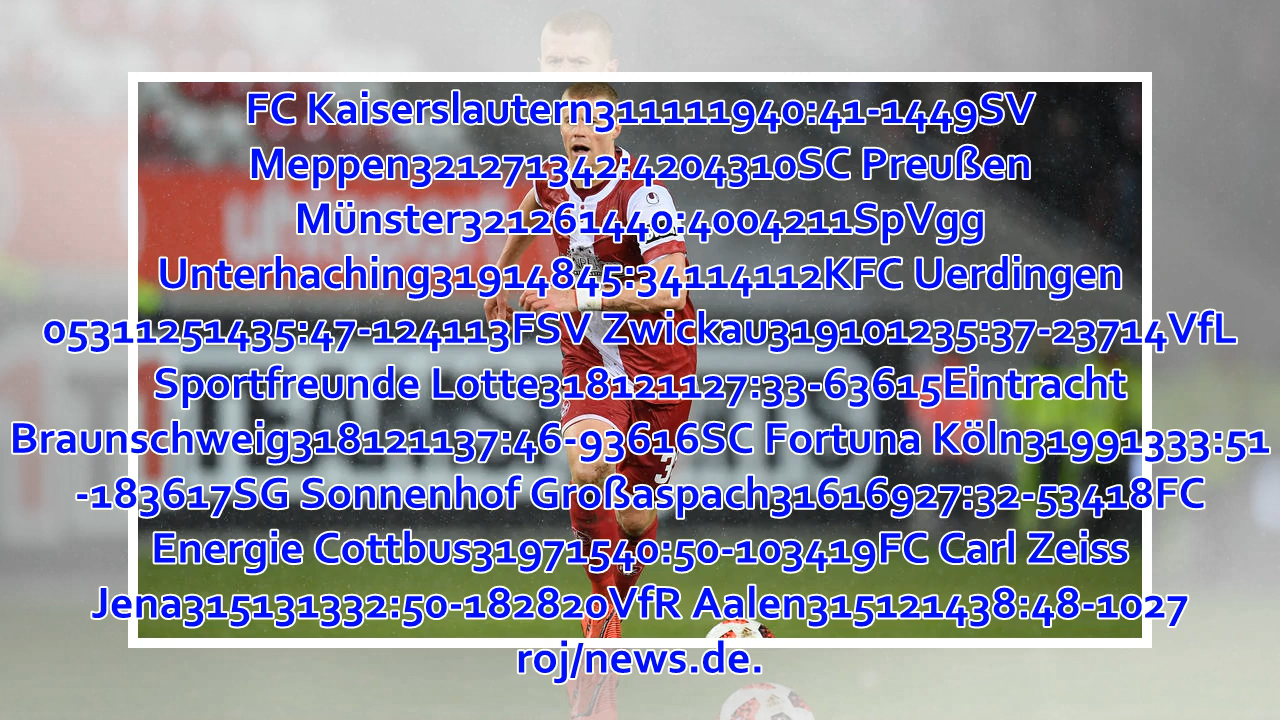 FC Kaiserslautern311111940:41-1449SV
Meppen321271342:4204310SC Preußen
Münster321261440:4004211SpVgg
Unterhaching31914845:34114112KFC Uerdingen
05311251435:47-124113FSV Zwickau319101235:37-23714VfL
Sportfreunde Lotte318121127:33-63615Eintracht
Braunschweig318121137:46-93616SC Fortuna Köln31991333:51
-183617SG Sonnenhof Großaspach31616927:32-53418FC
Energie Cottbus31971540:50-103419FC Carl Zeiss
Jena315131332:50-182820VfR Aalen315121438:48-1027
roj/news.de.